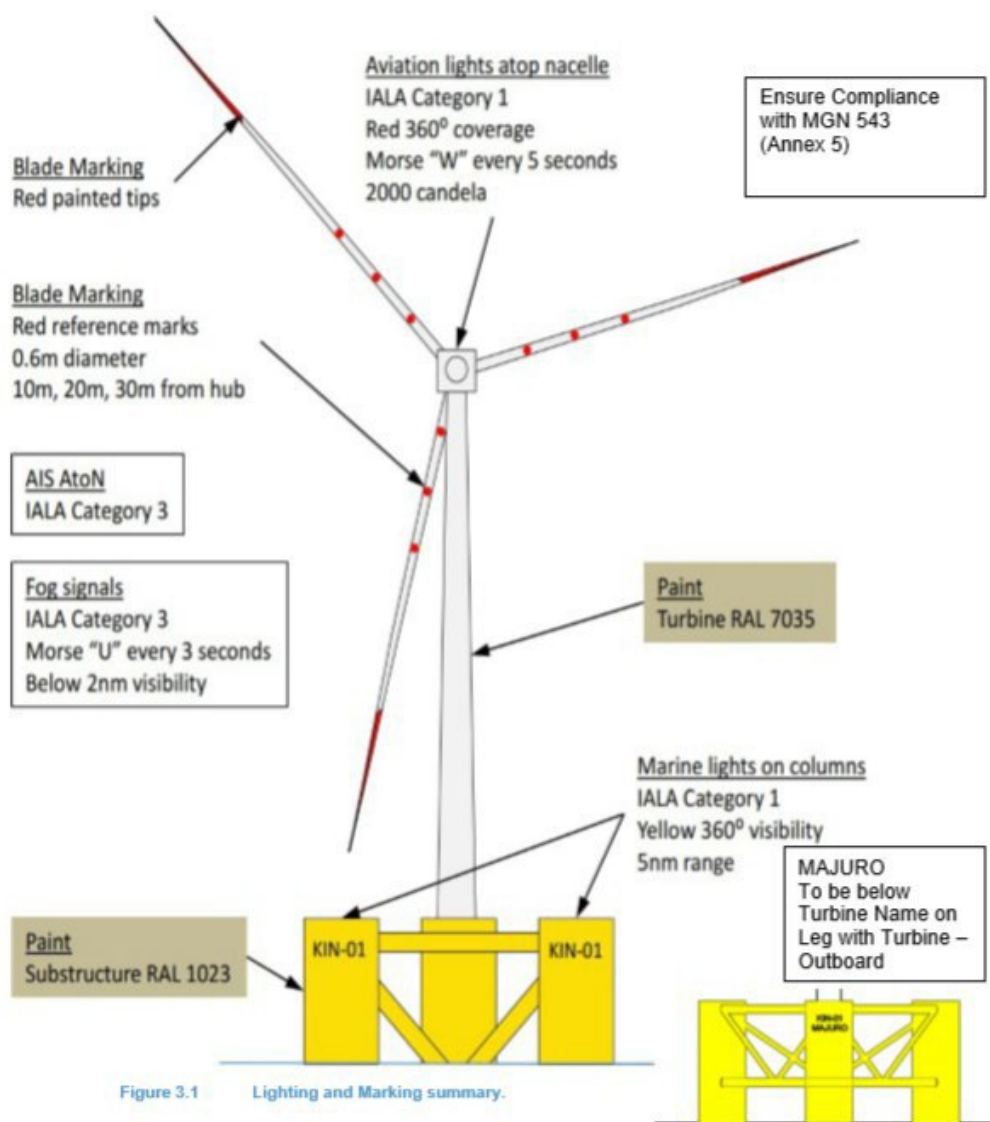 Aviation lights atop nacelle
IALA Category 1
Red 360⁰ coverage
Morse “W” every 5 seconds
2000 candela
Ensure Compliance
with MGN 543
(Annex 5)
Blade Marking
Red painted tips
Blade Marking
Red reference marks
0.6m diameter
10m, 20m, 30m from hub
AIS AtoN
IALA Category 3
Fog signals
IALA Category 3
Morse “U” every 3 seconds
Below 2nm visibility
Paint
Turbine RAL 7035
Marine lights on columns
IALA Category 1
Yellow 360⁰ visibility
5nm range
MAJURO
To be below
Turbine Name on
Leg with Turbine –
Outboard
Paint
Substructure RAL 1023
KIN-01
KIN-01
KIN-01
MAJURO
Figure 3.1 Lighting and Marking summary.